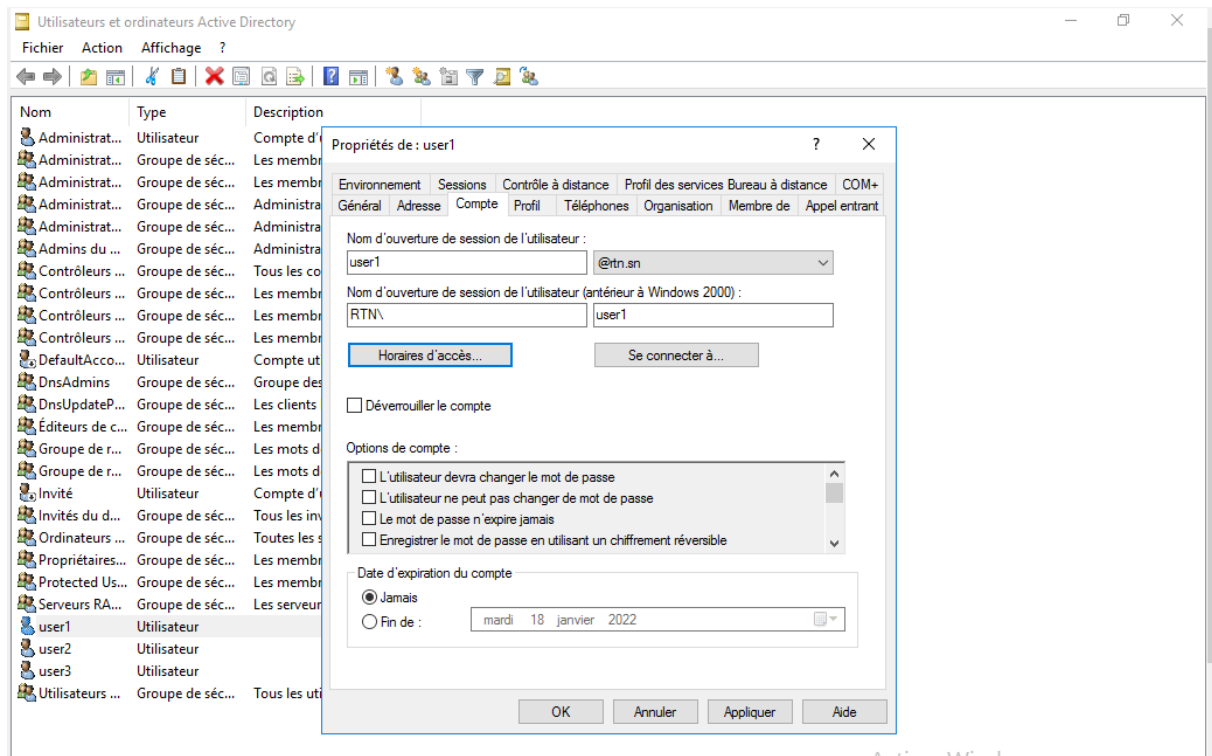 Utilisateurs et ordinateurs Active Directory
Fichier Action Affichage ?
Nom Type Description
Administrat... Utilisateur Compte d'
Administrat... Groupe de séc... Les membr
Administrat... Groupe de séc... Les membr
Administrat... Groupe de séc... Administra
Administrat... Groupe de séc... Administra
Admins du ... Groupe de séc... Administra
Contrôleurs ... Groupe de séc... Tous les co
Contrôleurs ... Groupe de séc... Les membr
Contrôleurs ... Groupe de séc... Les membr
Contrôleurs ... Groupe de séc... Les membr
DefaultAcco... Utilisateur Compte ut
DnsAdmins Groupe de séc... Groupe des
DnsUpdateP... Groupe de séc... Les clients
Éditeurs de c... Groupe de séc... Les membr
Groupe de r... Groupe de séc... Les mots d
Groupe de r... Groupe de séc... Les mots d
Invité Utilisateur Compte d'
Invités du d... Groupe de séc... Tous les inv
Ordinateurs ... Groupe de séc... Toutes les s
Propriétaires... Groupe de séc... Les membr
Protected Us... Groupe de séc... Les membr
Serveurs RA... Groupe de séc... Les serveur
user1 Utilisateur
user2 Utilisateur
user3 Utilisateur
Utilisateurs ... Groupe de séc... Tous les uti
Propriétés de : user1 ?
Environnement Sessions Contrôle à distance Profil des services Bureau à distance COM+
Général Adresse Compte Profil Téléphones Organisation Membre de Appel entrant
Nom d'ouverture de session de l'utilisateur :
user1 @rtn.sn
Nom d'ouverture de session de l'utilisateur (antérieur à Windows 2000) :
RTN\ user1
Horaires d'accès... Se connecter à...
Déverrouiller le compte
Options de compte :
L'utilisateur devra changer le mot de passe
L'utilisateur ne peut pas changer de mot de passe
Le mot de passe n'expire jamais
Enregistrer le mot de passe en utilisant un chiffrement réversible
Date d'expiration du compte
Jamais
Fin de : mardi 18 janvier 2022
OK Annuler Appliquer Aide